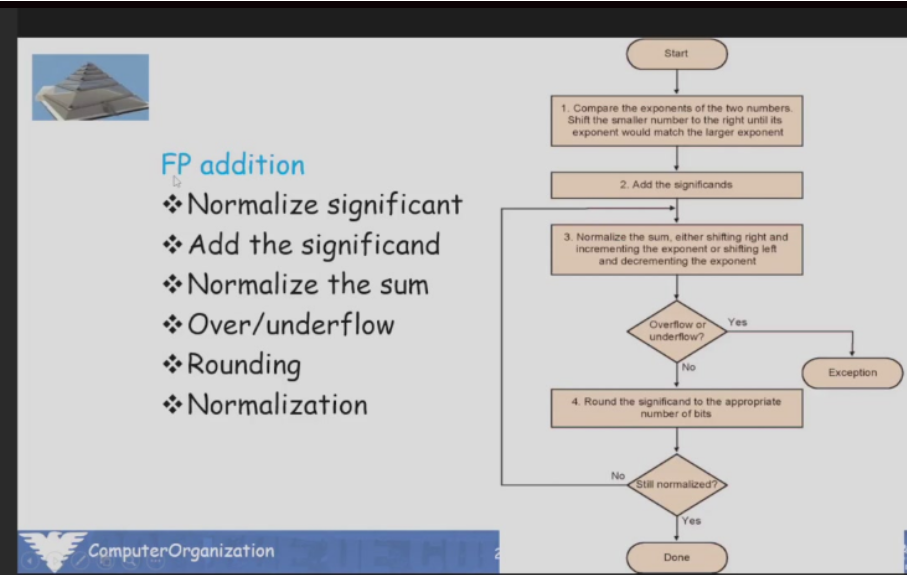 FP addition
❖Normalize significant
❖Add the significand
❖Normalize the sum
❖Over/underflow
❖Rounding
❖Normalization
Start
1. Compare the exponents of the two numbers.
Shift the smaller number to the right until its
exponent would match the larger exponent
2. Add the significands
3. Normalize the sum, either shifting right and
incrementing the exponent or shifting left
and decrementing the exponent
Overflow or
underflow?
Yes
No
Exception
4. Round the significand to the appropriate
number of bits
No
Still normalized?
Yes
Done
ComputerOrganization